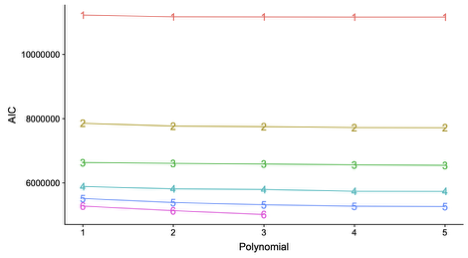 1 1 1 1 1
10000000
AIC
8000000
2 2 2 2 2
3 3 3 3 3
6000000
4 4 4 4 4
5 5 5 5 5
6 6 6
1 2 3 4 5
Polynomial